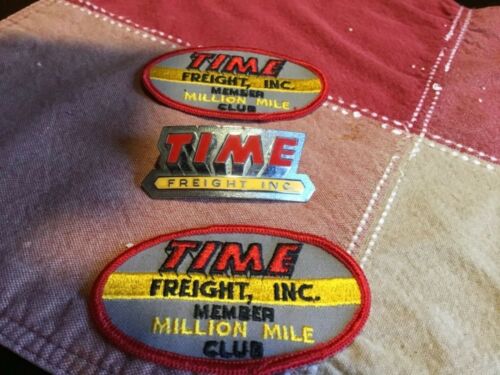 TIME
FREIGHT, INC.
MEMBER
MILLION MILE
CLUB
TIME
FREIGHT INC
TIME
FREIGHT, INC.
MEMBER
MILLION MILE
CLUB